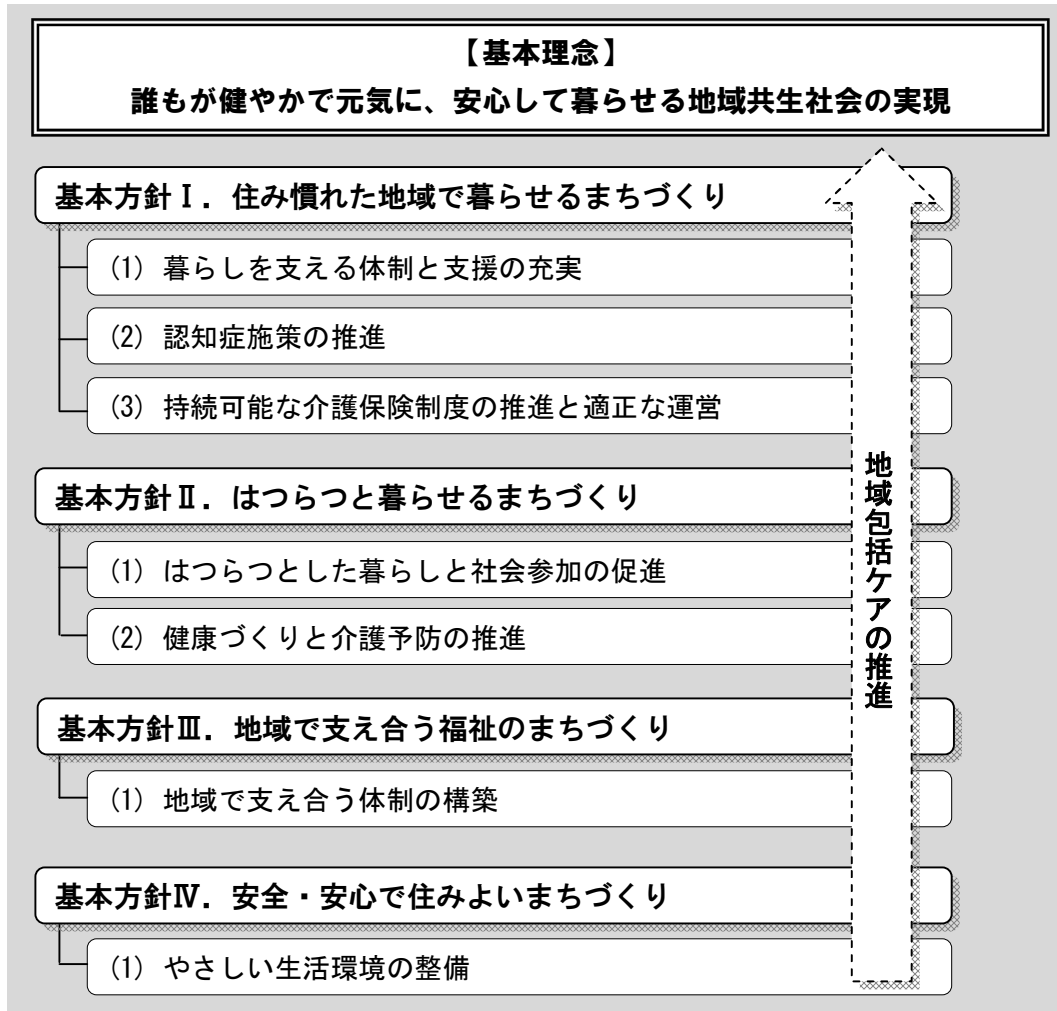 【基本理念】
誰もが健やかで元気に、安心して暮らせる地域共生社会の実現
基本方針Ⅰ．住み慣れた地域で暮らせるまちづくり
(1) 暮らしを支える体制と支援の充実
(2) 認知症施策の推進
(3) 持続可能な介護保険制度の推進と適正な運営
基本方針Ⅱ．はつらつと暮らせるまちづくり
(1) はつらつとした暮らしと社会参加の促進
(2) 健康づくりと介護予防の推進
基本方針Ⅲ．地域で支え合う福祉のまちづくり
(1) 地域で支え合う体制の構築
基本方針Ⅳ．安全・安心で住みよいまちづくり
(1) やさしい生活環境の整備
地域包括ケアの推進